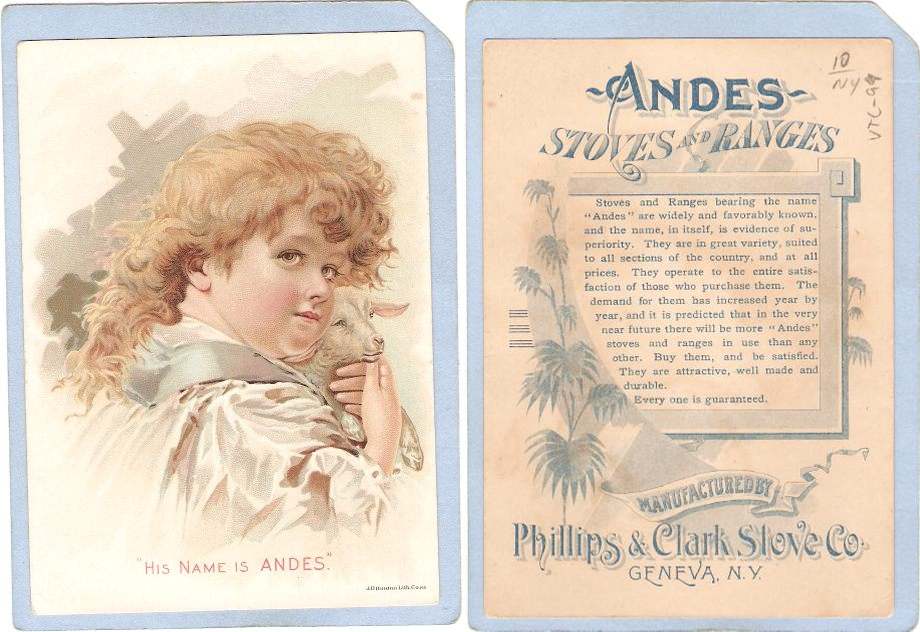 "HIS NAME IS ANDES."
ANDES
STOVES AND RANGES
10
NY
VTC-99
Stoves and Ranges bearing the name
"Andes" are widely and favorably known,
and the name, in itself, is evidence of su-
periority. They are in great variety, suited
to all sections of the country, and at all
prices. They operate to the entire satis-
faction of those who purchase them. The
demand for them has increased year by
year, and it is predicted that in the very
near future there will be more "Andes"
stoves and ranges in use than any
other. Buy them, and be satisfied.
They are attractive, well made and
durable.
Every one is guaranteed.
MANUFACTURED BY
Phillips & Clark Stove Co.
GENEVA, N.Y.